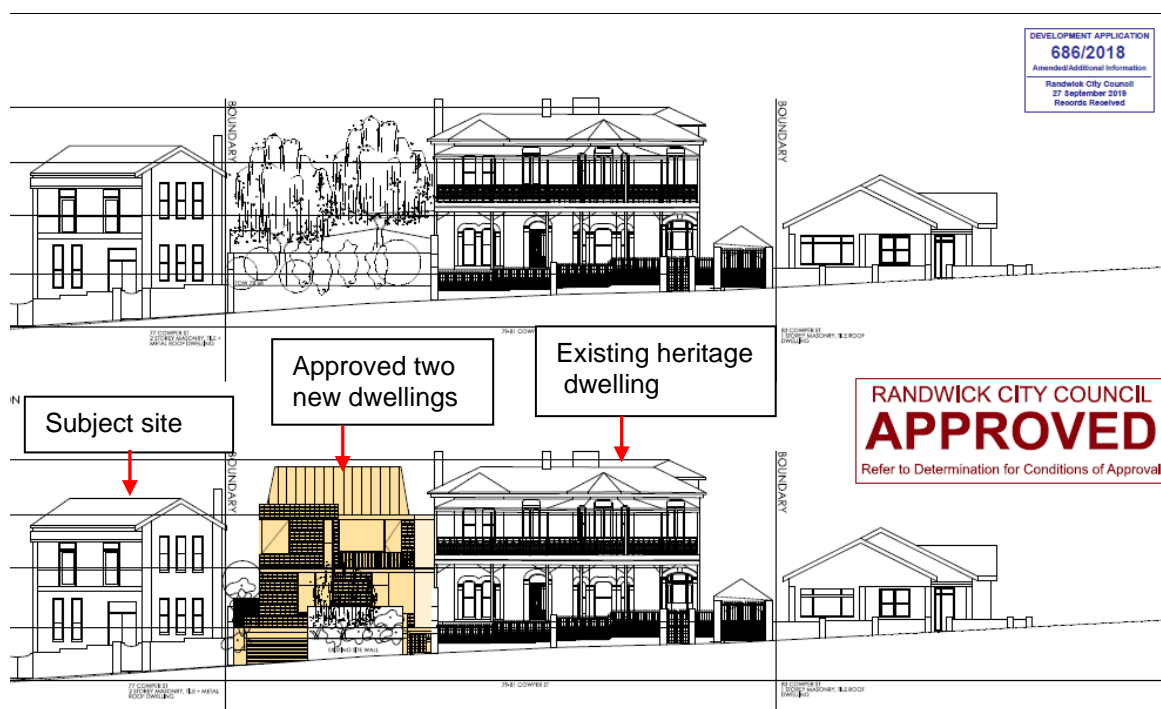 DEVELOPMENT APPLICATION
686/2018
Amended/Additional Information
Randwick City Council
27 September 2019
Records Received
BOUNDARY
BOUNDARY
77 COWPER ST
2 STOREY MASONRY, TILE +
METAL ROOF DWELLING
79-81 COWPER ST
83 COWPER ST
1 STOREY MASONRY, TILE ROOF
DWELLING
Approved two
new dwellings
Existing heritage
dwelling
Subject site
RANDWICK CITY COUNCIL
APPROVED
Refer to Determination for Conditions of Approval
BOUNDARY
BOUNDARY
EXISTING SITE WALL
77 COWPER ST
2 STOREY MASONRY, TILE + METAL
ROOF DWELLING
79-81 COWPER ST
83 COWPER ST
1 STOREY MASONRY, TILE ROOF
DWELLING